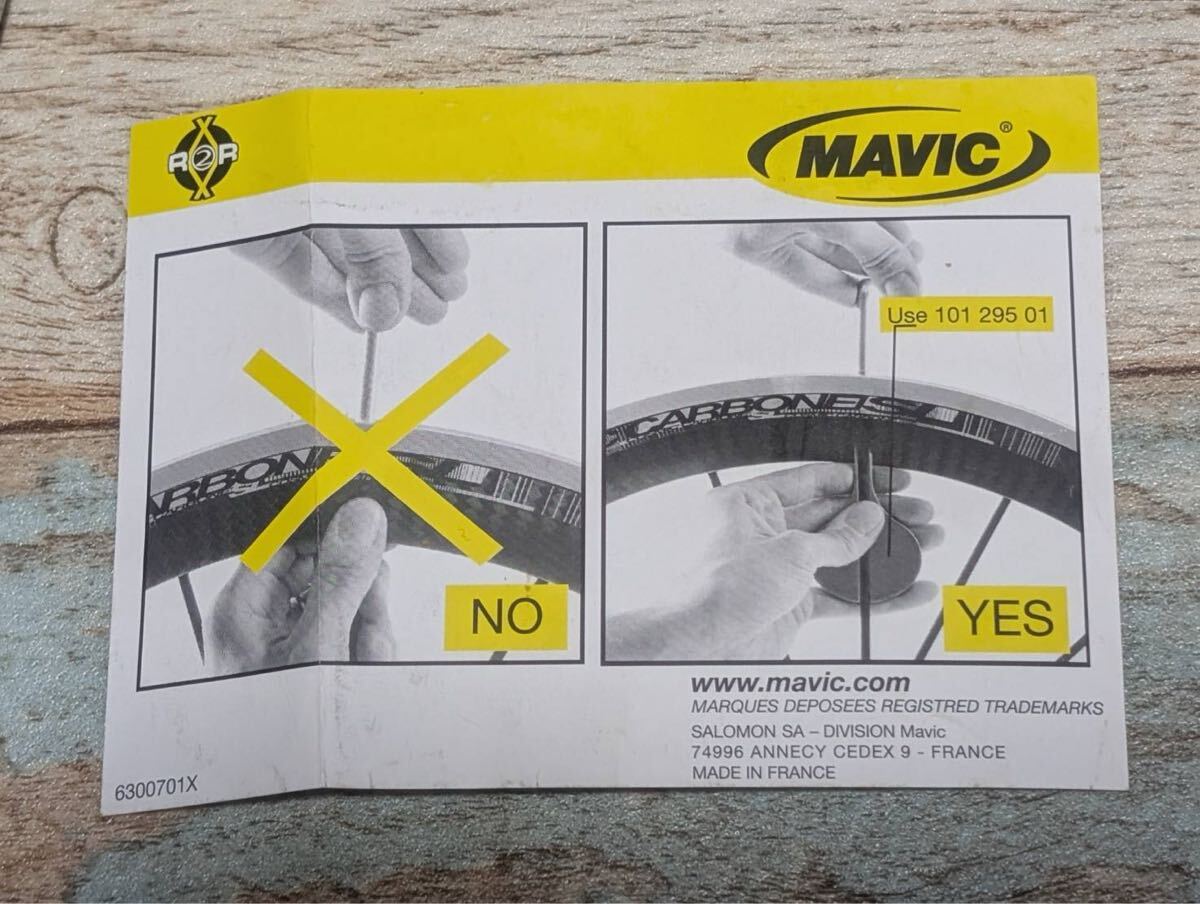 R2R
MAVIC®
ARBONE
NO
Use 101 295 01
CARBONE SL
YES
www.mavic.com
MARQUES DEPOSEES REGISTRED TRADEMARKS
SALOMON SA – DIVISION Mavic
74996 ANNECY CEDEX 9 - FRANCE
MADE IN FRANCE
6300701X